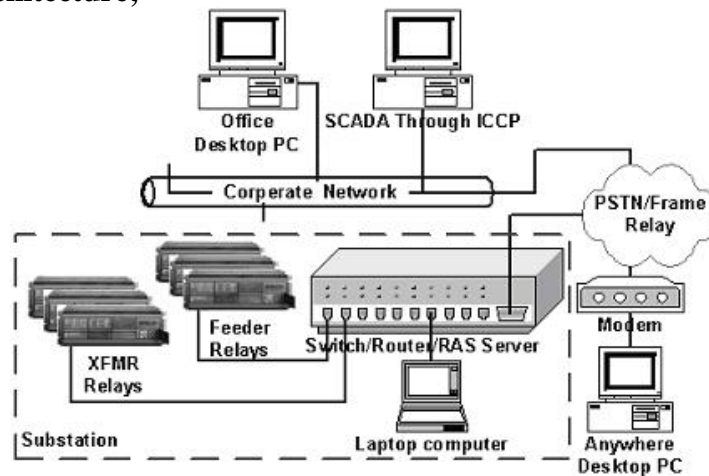 Office
Desktop PC
SCADA Through ICCP
Corperate Network
PSTN/Frame
Relay
Feeder
Relays
XFMR
Relays
Switch/Router/RAS Server
Modem
Substation
Laptop computer
Anywhere
Desktop PC